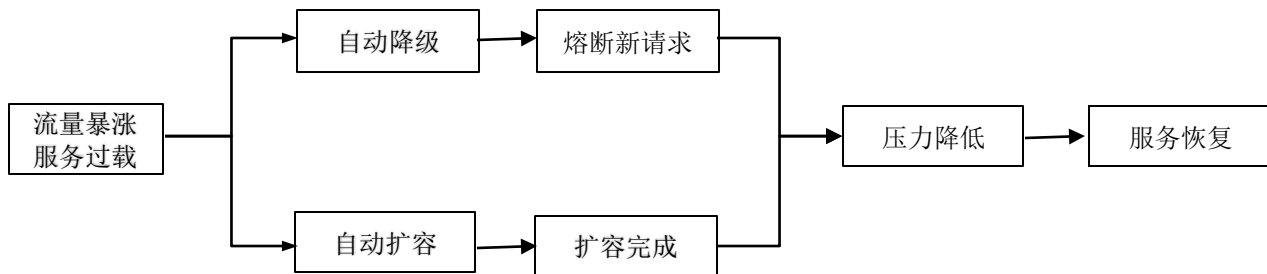 自动降级
熔断新请求
流量暴涨
服务过载
压力降低
服务恢复
自动扩容
扩容完成